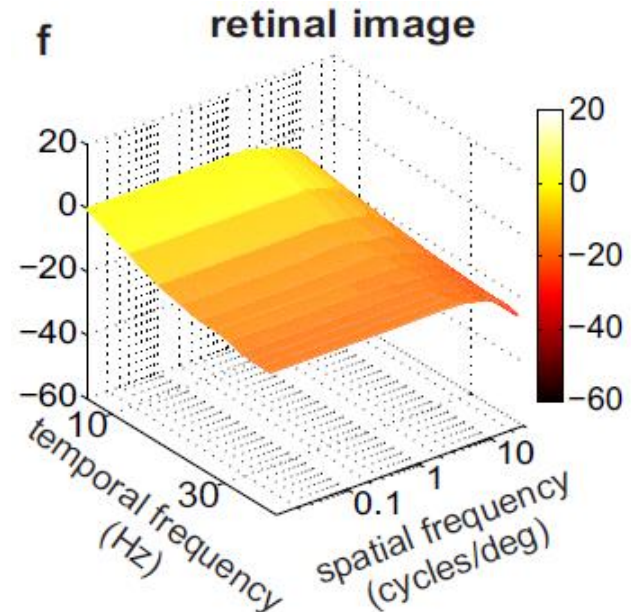 f
retinal image
20
0
−20
−40
−60
10
30
temporal frequency
(Hz)
0.1
1
10
spatial frequency
(cycles/deg)
20
0
−20
−40
−60